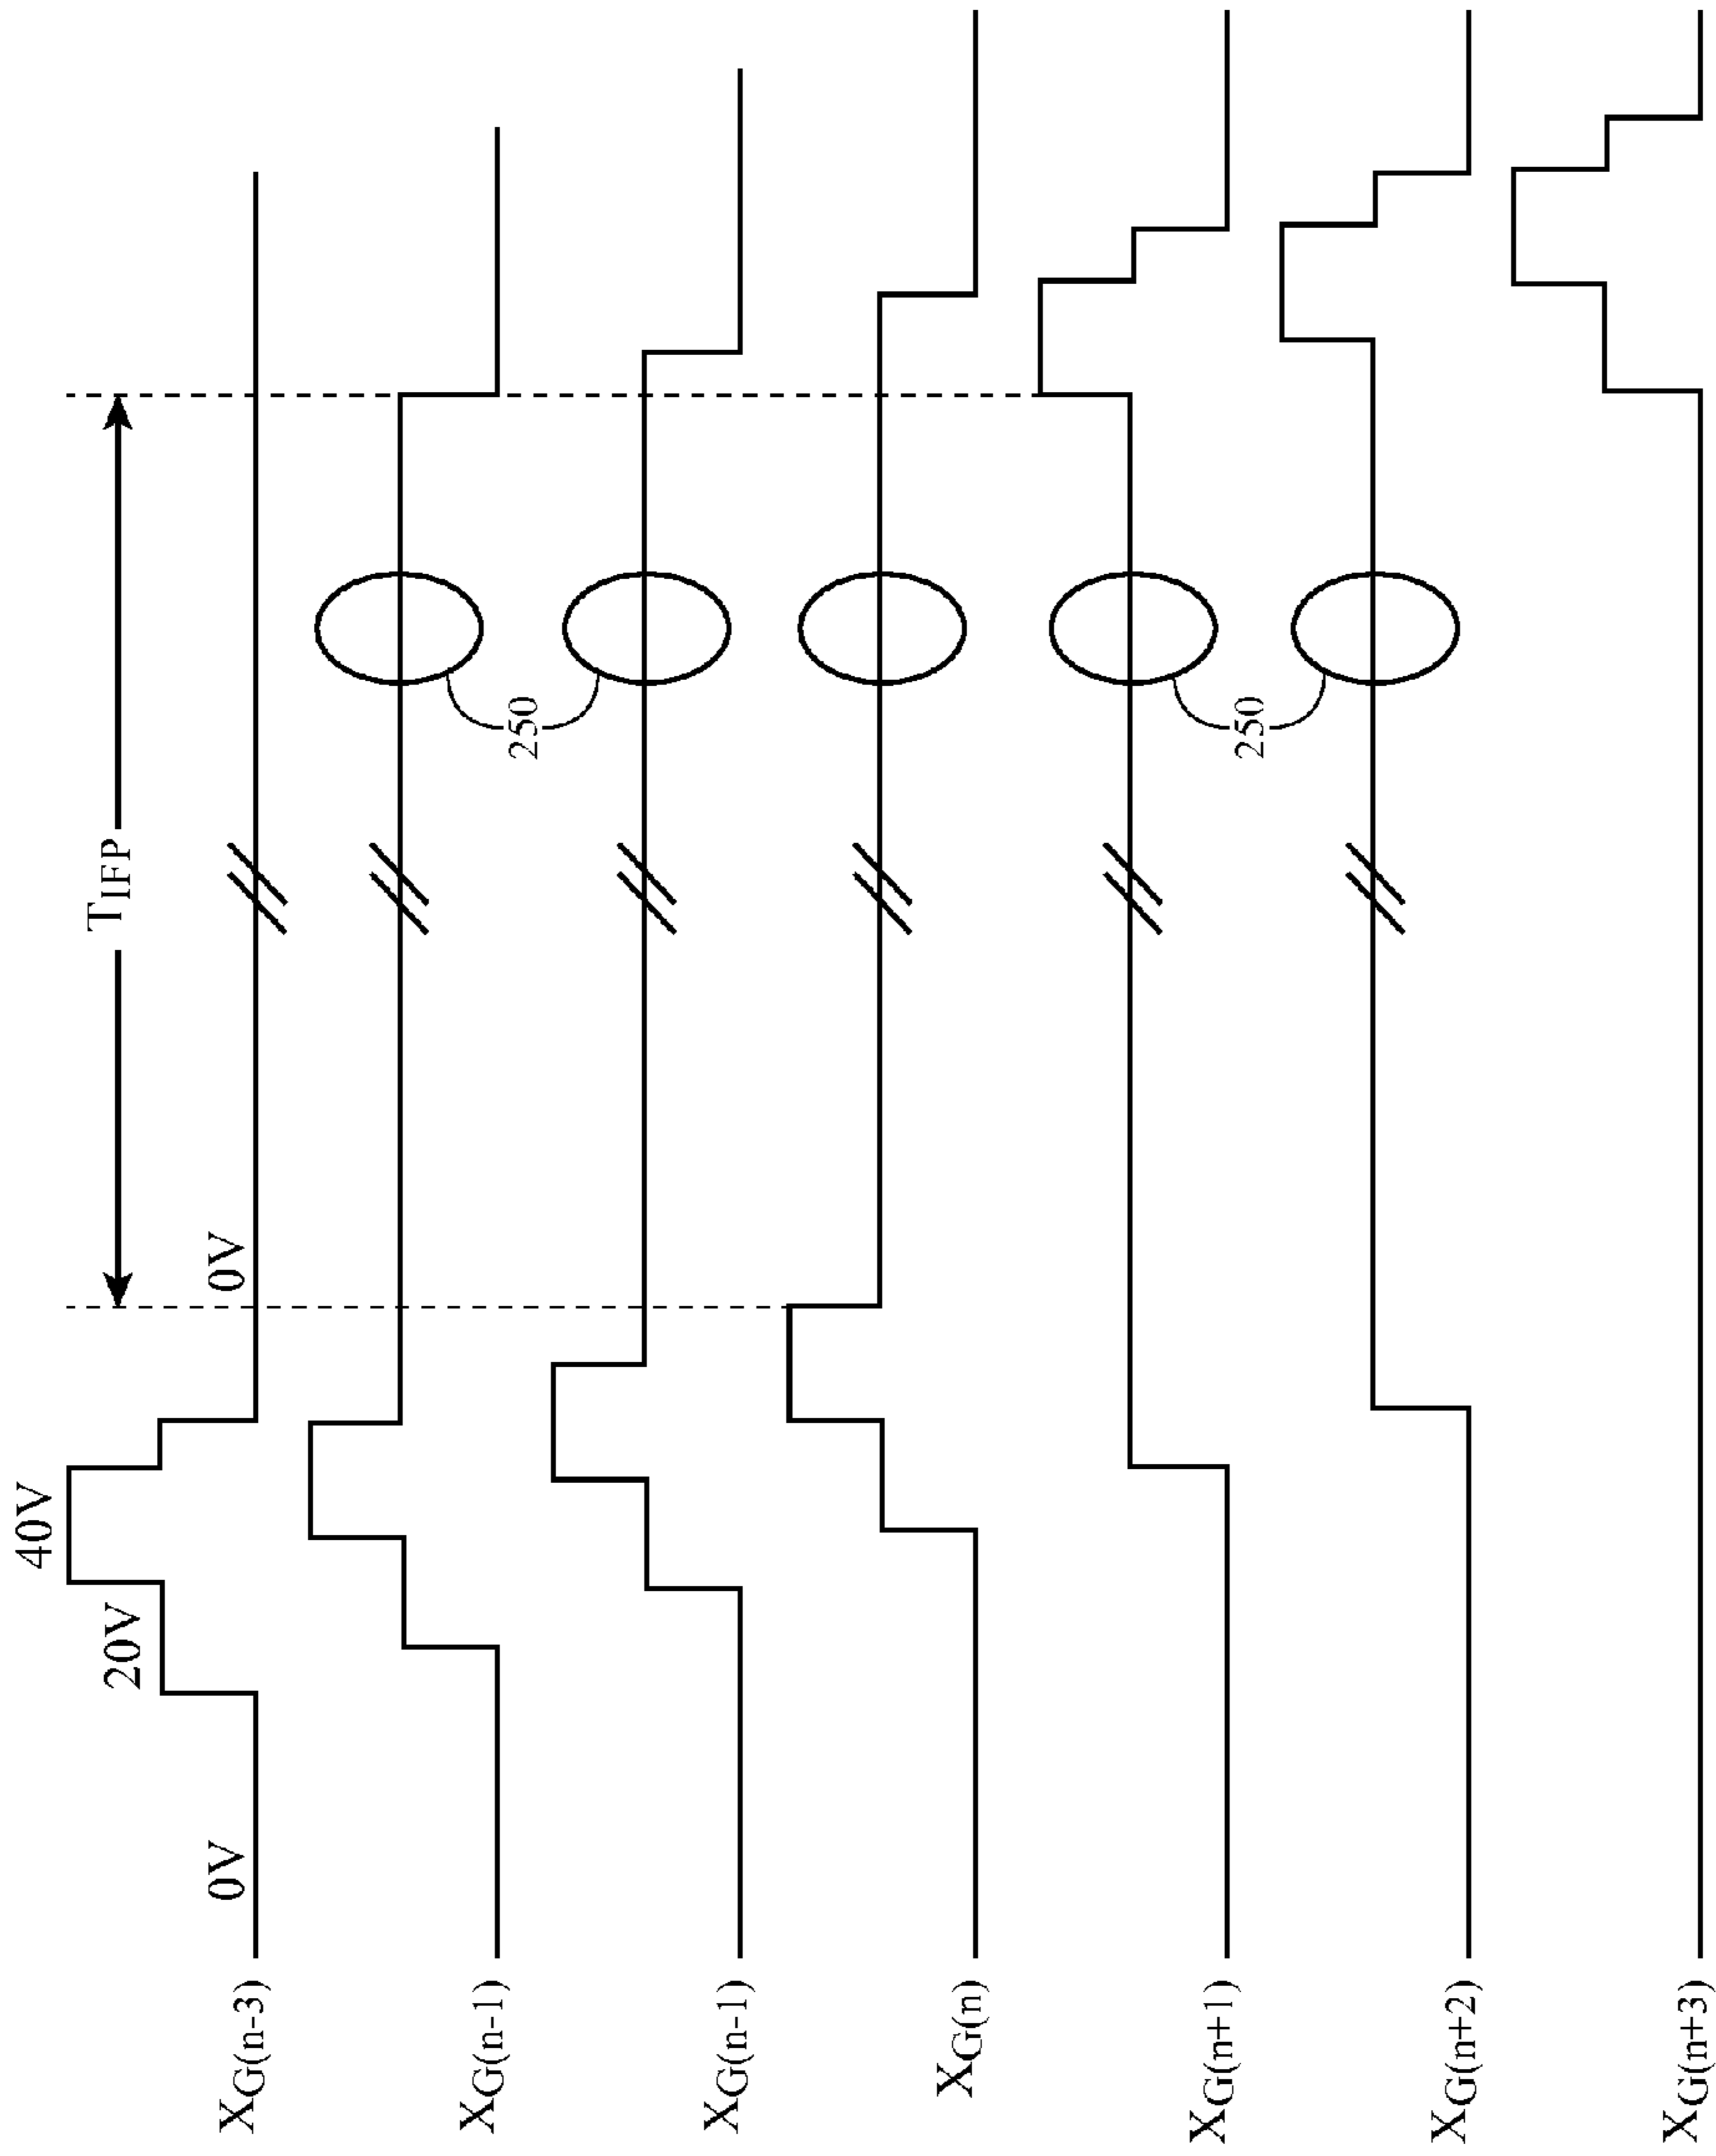 T_IFP
40V
20V
0V
0V
X_G(n-3)
X_G(n-1)
250
X_G(n-1)
X_G(n)
X_G(n+1)
250
X_G(n+2)
X_G(n+3)